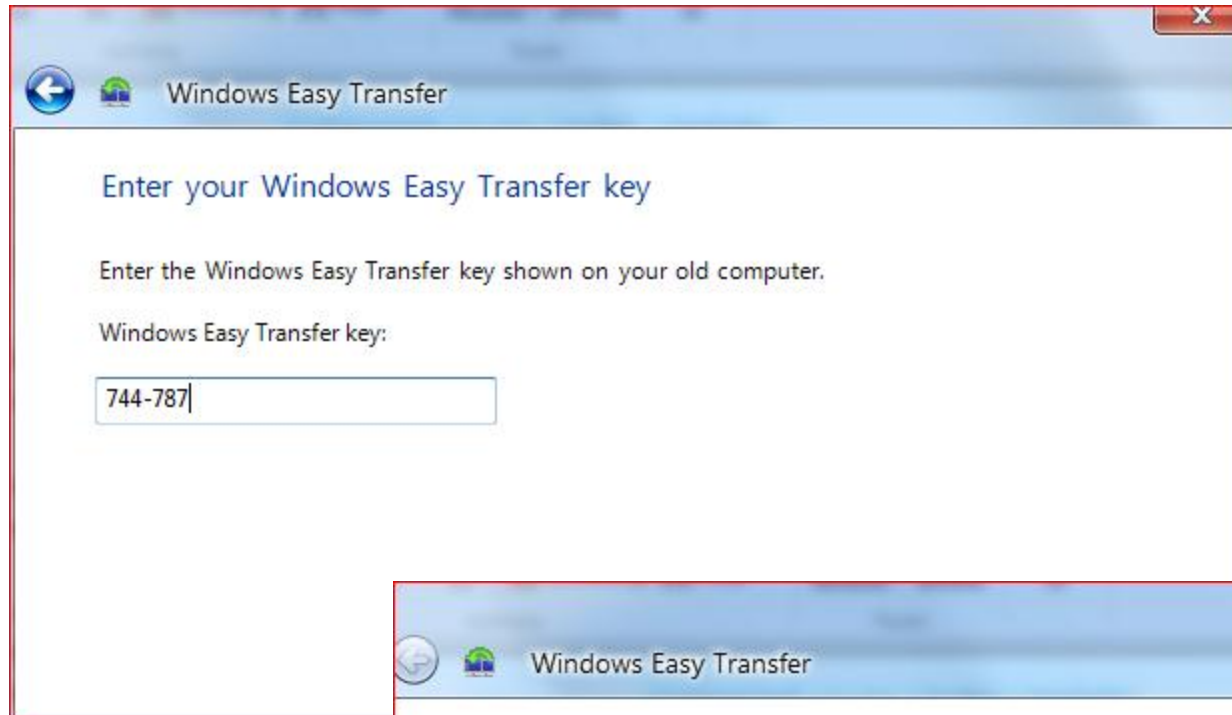 Windows Easy Transfer
Enter your Windows Easy Transfer key
Enter the Windows Easy Transfer key shown on your old computer.
Windows Easy Transfer key:
744-787
Windows Easy Transfer